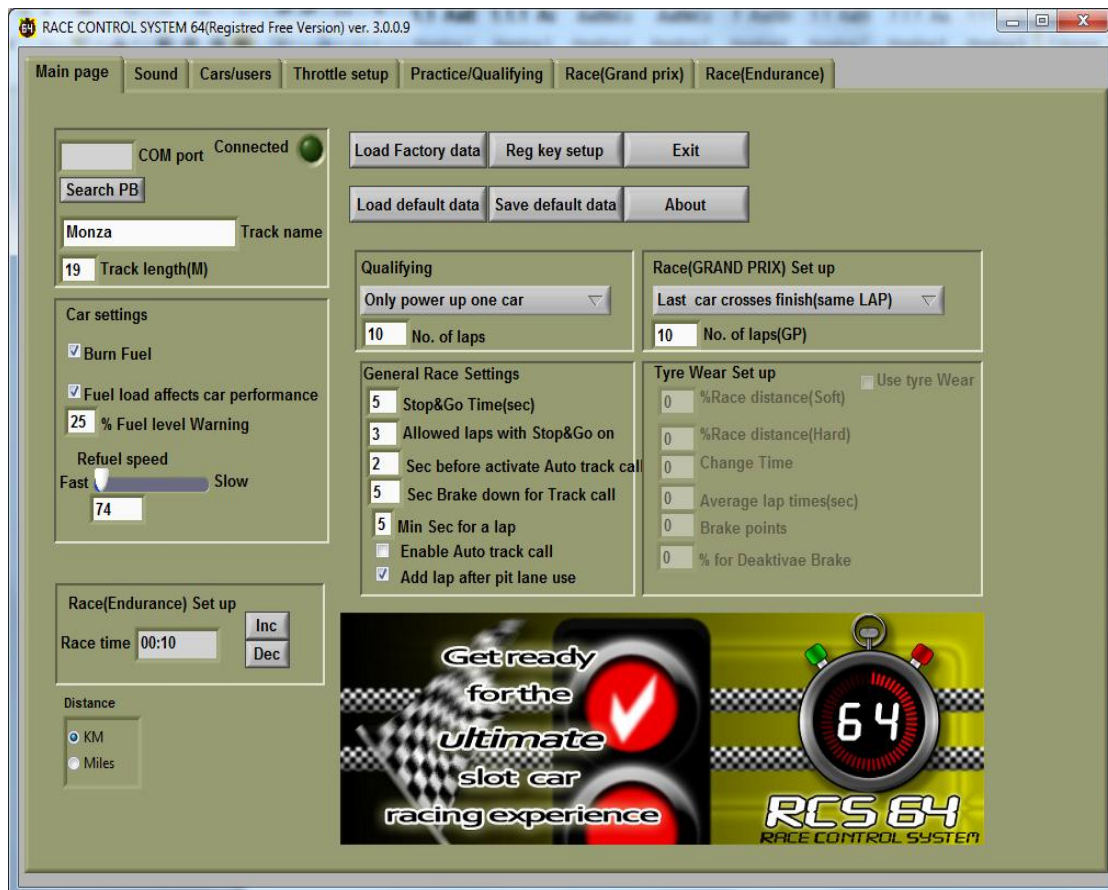 64 RACE CONTROL SYSTEM 64(Registred Free Version) ver. 3.0.0.9
Main page Sound Cars/users Throttle setup Practice/Qualifying Race(Grand prix) Race(Endurance)
COM port Connected
Search PB
Monza Track name
19 Track length(M)
Load Factory data Reg key setup Exit
Load default data Save default data About
Car settings
Burn Fuel
Fuel load affects car performance
25 % Fuel level Warning
Refuel speed
Fast Slow
74
Qualifying
Only power up one car
10 No. of laps
Race(GRAND PRIX) Set up
Last car crosses finish(same LAP)
10 No. of laps(GP)
General Race Settings
5 Stop&Go Time(sec)
3 Allowed laps with Stop&Go on
2 Sec before activate Auto track call
5 Sec Brake down for Track call
5 Min Sec for a lap
Enable Auto track call
Add lap after pit lane use
Tyre Wear Set up Use tyre Wear
0 %Race distance(Soft)
0 %Race distance(Hard)
0 Change Time
0 Average lap times(sec)
0 Brake points
0 % for Deaktivae Brake
Race(Endurance) Set up
Race time 00:10
Inc
Dec
Distance
KM
Miles
Get ready
for the
ultimate
slot car
racing experience
64
RCS 64
RACE CONTROL SYSTEM